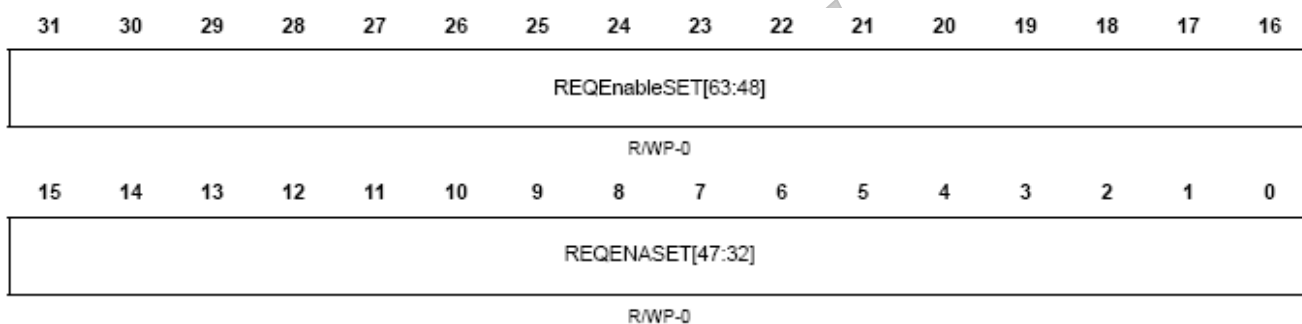 31 30 29 28 27 26 25 24 23 22 21 20 19 18 17 16
REQEnableSET[63:48]
R/WP-0
15 14 13 12 11 10 9 8 7 6 5 4 3 2 1 0
REQENASET[47:32]
R/WP-0